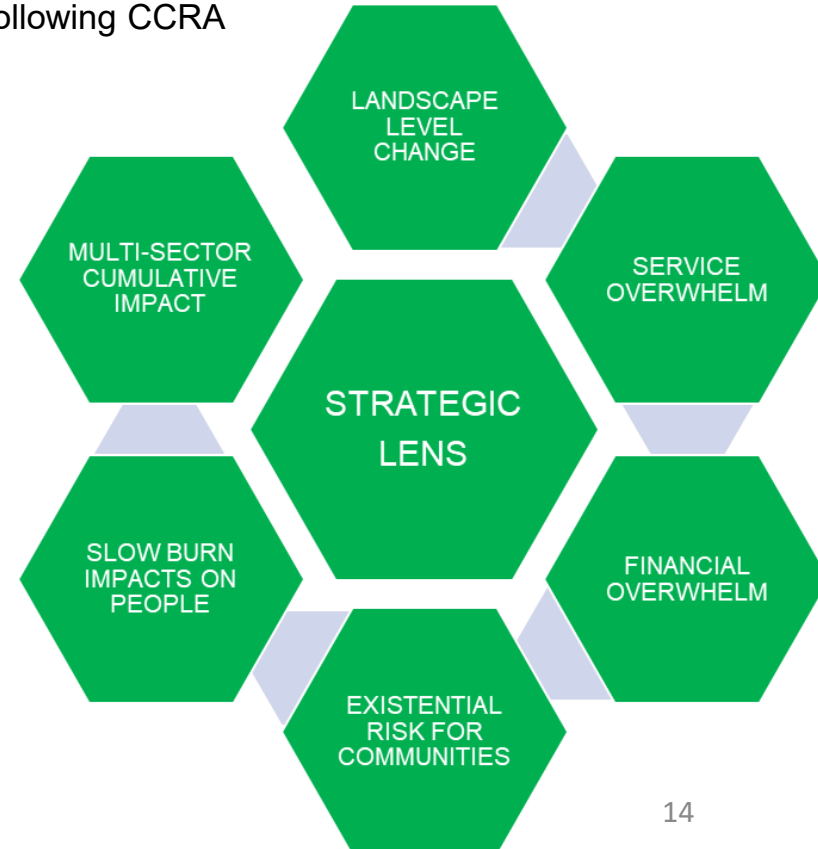 ollowing CCRA
LANDSCAPE
LEVEL
CHANGE
SERVICE
OVERWHELM
FINANCIAL
OVERWHELM
EXISTENTIAL
RISK FOR
COMMUNITIES
SLOW BURN
IMPACTS ON
PEOPLE
MULTI-SECTOR
CUMULATIVE
IMPACT
STRATEGIC
LENS
14